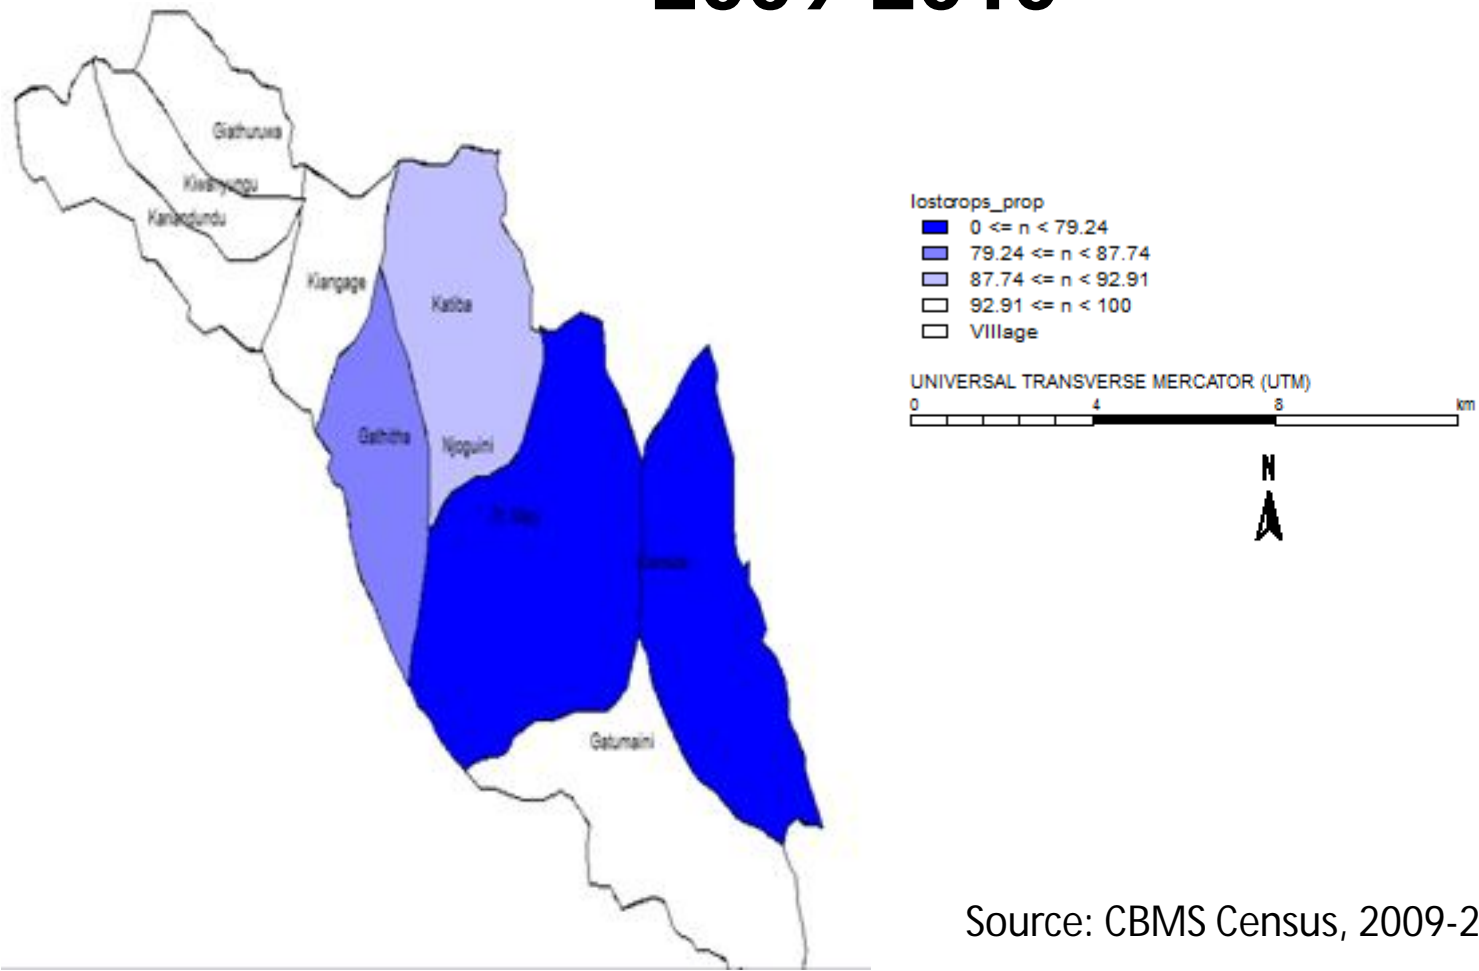 2009-2010
Giathuruwa
Kiwanyungu
Kanandundu
Kiangage
Katiba
Gathitha
Njoguini
Gatumaini
lostcrops_prop
0 <= n < 79.24
79.24 <= n < 87.74
87.74 <= n < 92.91
92.91 <= n < 100
VIllage
UNIVERSAL TRANSVERSE MERCATOR (UTM)
0 4 8 km
N
Source: CBMS Census, 2009-2